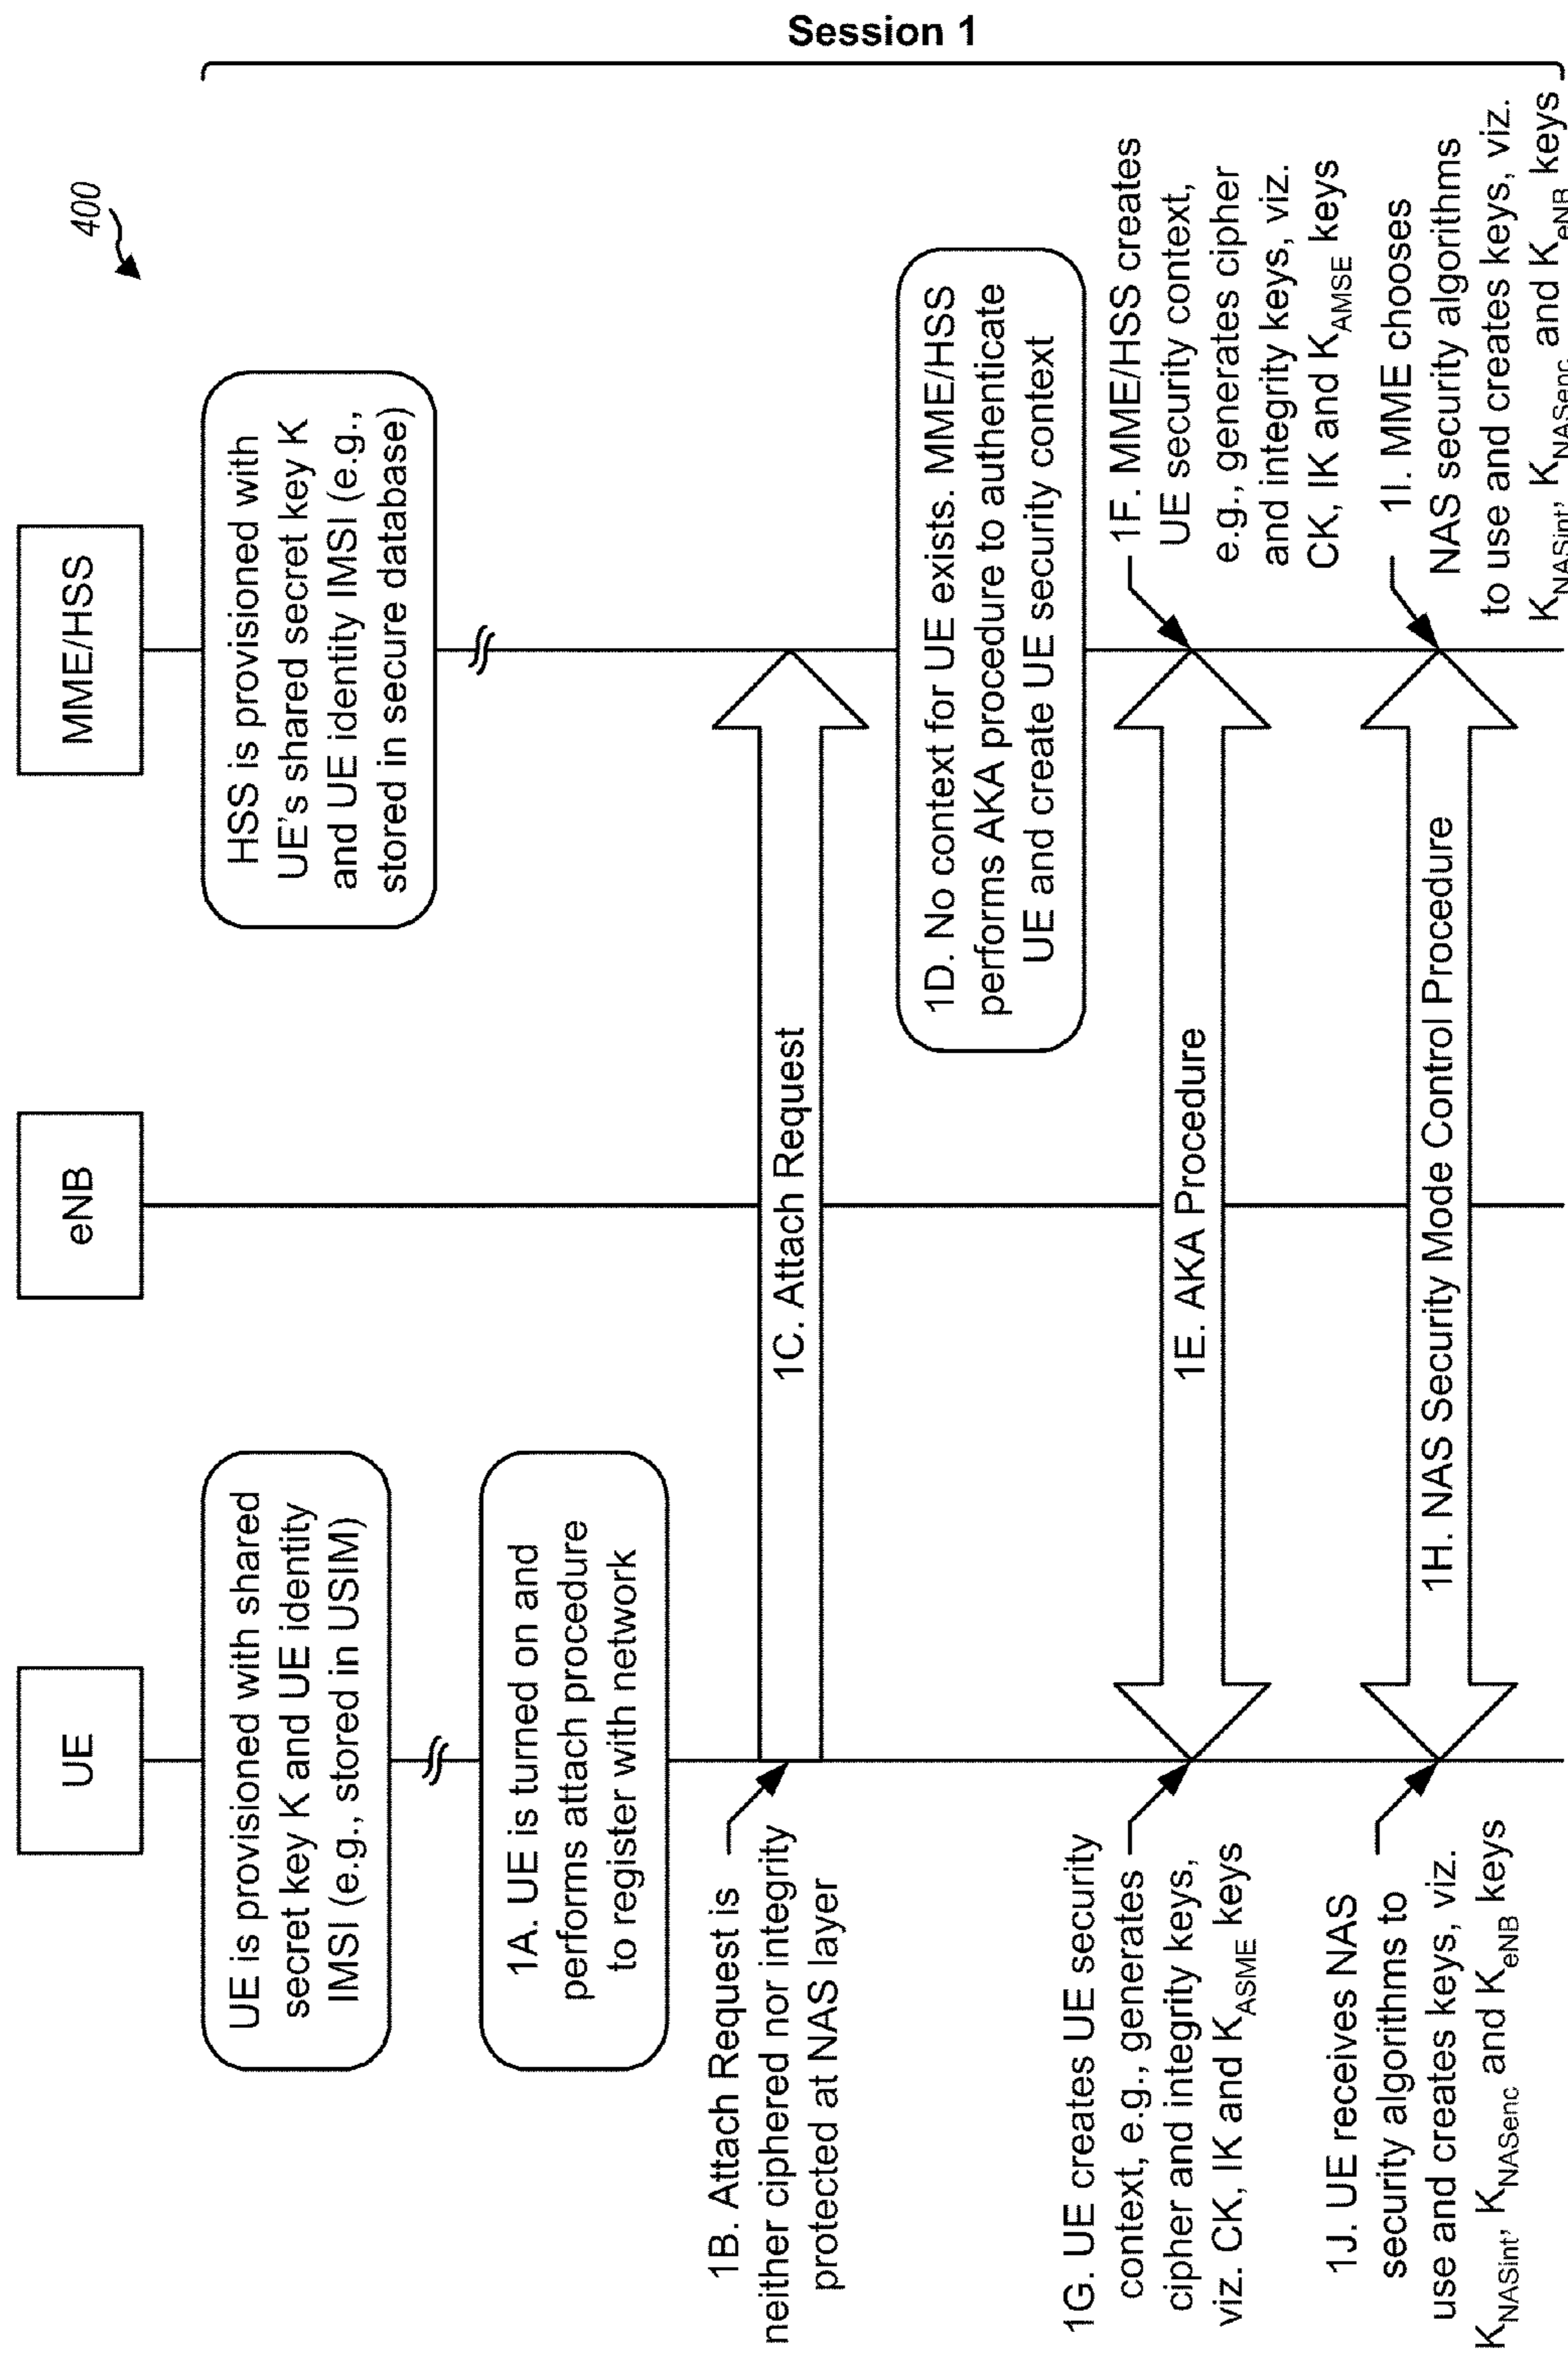 400
UE
eNB
MME/HSS
Session 1
UE is provisioned with shared
secret key K and UE identity
IMSI (e.g., stored in USIM)
HSS is provisioned with
UE's shared secret key K
and UE identity IMSI (e.g.,
stored in secure database)
1A. UE is turned on and
performs attach procedure
to register with network
1B. Attach Request is
neither ciphered nor integrity
protected at NAS layer
1C. Attach Request
1D. No context for UE exists. MME/HSS
performs AKA procedure to authenticate
UE and create UE security context
1E. AKA Procedure
1F. MME/HSS creates
UE security context,
e.g., generates cipher
and integrity keys, viz.
CK, IK and KAMSE keys
1G. UE creates UE security
context, e.g., generates
cipher and integrity keys,
viz. CK, IK and KASME keys
1H. NAS Security Mode Control Procedure
1I. MME chooses
NAS security algorithms
to use and creates keys, viz.
KNASint, KNASenc and KeNB keys
1J. UE receives NAS
security algorithms to
use and creates keys, viz.
KNASint, KNASenc and KeNB keys